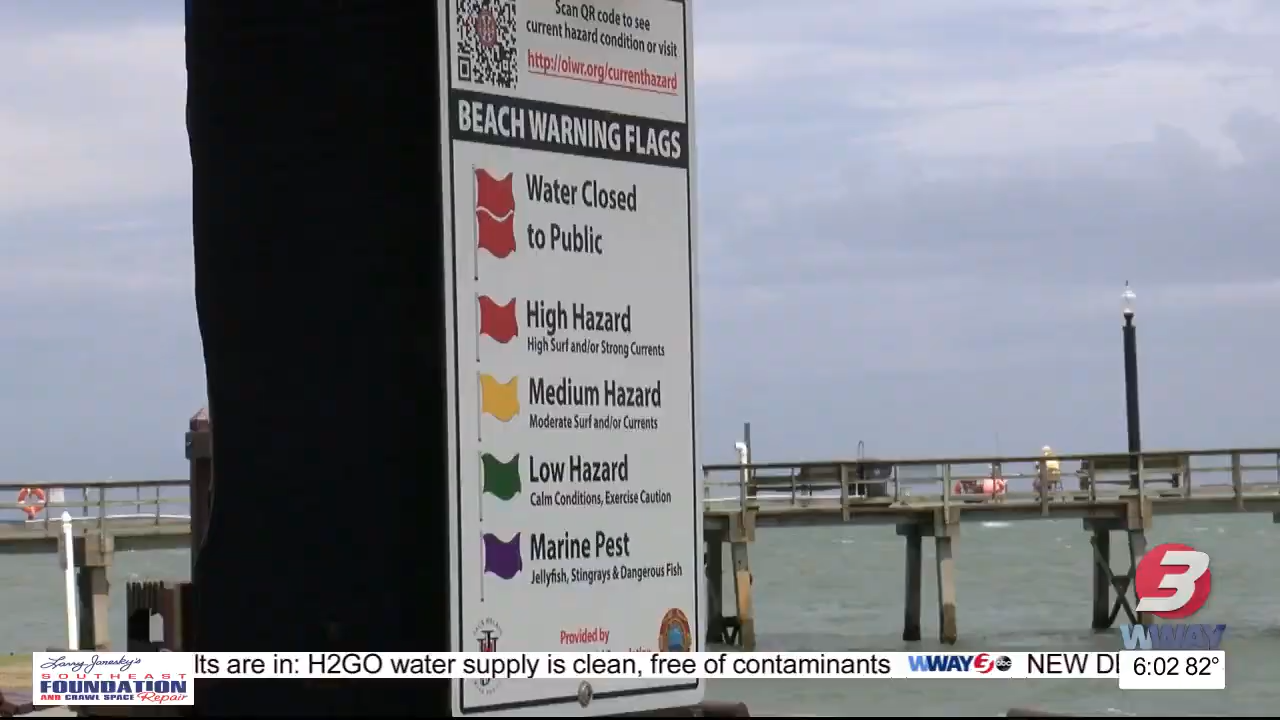 Scan QR code to see
current hazard condition or visit
http://oiwr.org/currenthazard
BEACH WARNING FLAGS
Water Closed
to Public
High Hazard
High Surf and/or Strong Currents
Medium Hazard
Moderate Surf and/or Currents
Low Hazard
Calm Conditions, Exercise Caution
Marine Pest
Jellyfish, Stingrays & Dangerous Fish
Provided by
3
WWAY
Larry Janesky's
SOUTHEAST
FOUNDATION
AND CRAWL SPACE Repair
lts are in: H2GO water supply is clean, free of contaminants WWAY3 abc NEW D
6:02 82°